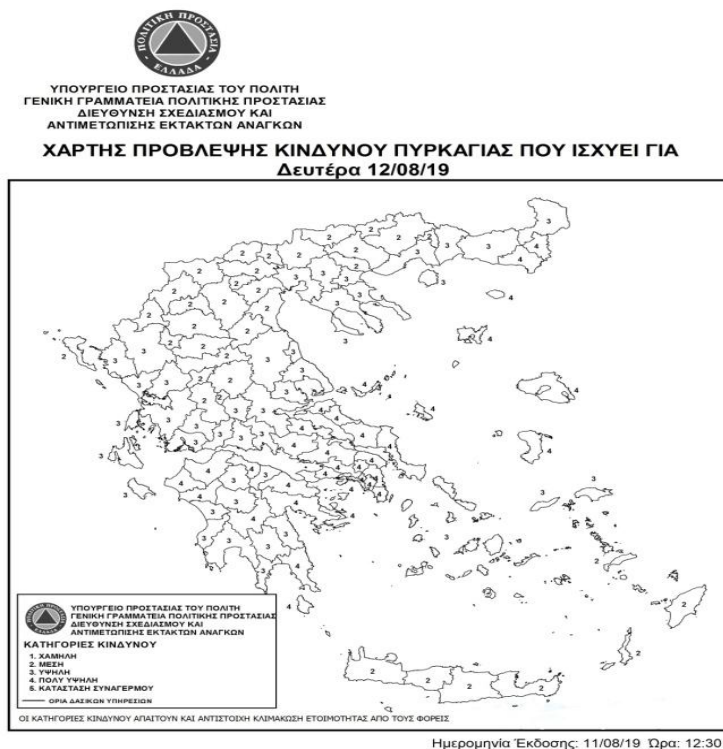 ΠΟΛΙΤΙΚΗ ΠΡΟΣΤΑΣΙΑ
ΕΛΛΑΔΑ
ΥΠΟΥΡΓΕΙΟ ΠΡΟΣΤΑΣΙΑΣ ΤΟΥ ΠΟΛΙΤΗ
ΓΕΝΙΚΗ ΓΡΑΜΜΑΤΕΙΑ ΠΟΛΙΤΙΚΗΣ ΠΡΟΣΤΑΣΙΑΣ
ΔΙΕΥΘΥΝΣΗ ΣΧΕΔΙΑΣΜΟΥ ΚΑΙ
ΑΝΤΙΜΕΤΩΠΙΣΗΣ ΕΚΤΑΚΤΩΝ ΑΝΑΓΚΩΝ
ΧΑΡΤΗΣ ΠΡΟΒΛΕΨΗΣ ΚΙΝΔΥΝΟΥ ΠΥΡΚΑΓΙΑΣ ΠΟΥ ΙΣΧΥΕΙ ΓΙΑ
Δευτέρα 12/08/19
ΥΠΟΥΡΓΕΙΟ ΠΡΟΣΤΑΣΙΑΣ ΤΟΥ ΠΟΛΙΤΗ
ΓΕΝΙΚΗ ΓΡΑΜΜΑΤΕΙΑ ΠΟΛΙΤΙΚΗΣ ΠΡΟΣΤΑΣΙΑΣ
ΔΙΕΥΘΥΝΣΗ ΣΧΕΔΙΑΣΜΟΥ ΚΑΙ
ΑΝΤΙΜΕΤΩΠΙΣΗΣ ΕΚΤΑΚΤΩΝ ΑΝΑΓΚΩΝ
ΚΑΤΗΓΟΡΙΕΣ ΚΙΝΔΥΝΟΥ
1. ΧΑΜΗΛΗ
2. ΜΕΣΗ
3. ΥΨΗΛΗ
4. ΠΟΛΥ ΥΨΗΛΗ
5. ΚΑΤΑΣΤΑΣΗ ΣΥΝΑΓΕΡΜΟΥ
ΟΡΙΑ ΔΑΣΙΚΩΝ ΥΠΗΡΕΣΙΩΝ
ΟΙ ΚΑΤΗΓΟΡΙΕΣ ΚΙΝΔΥΝΟΥ ΑΠΑΙΤΟΥΝ ΚΑΙ ΑΝΤΙΣΤΟΙΧΗ ΚΛΙΜΑΚΩΣΗ ΕΤΟΙΜΟΤΗΤΑΣ ΑΠΟ ΤΟΥΣ ΦΟΡΕΙΣ
Ημερομηνία Έκδοσης: 11/08/19 Ώρα: 12:30